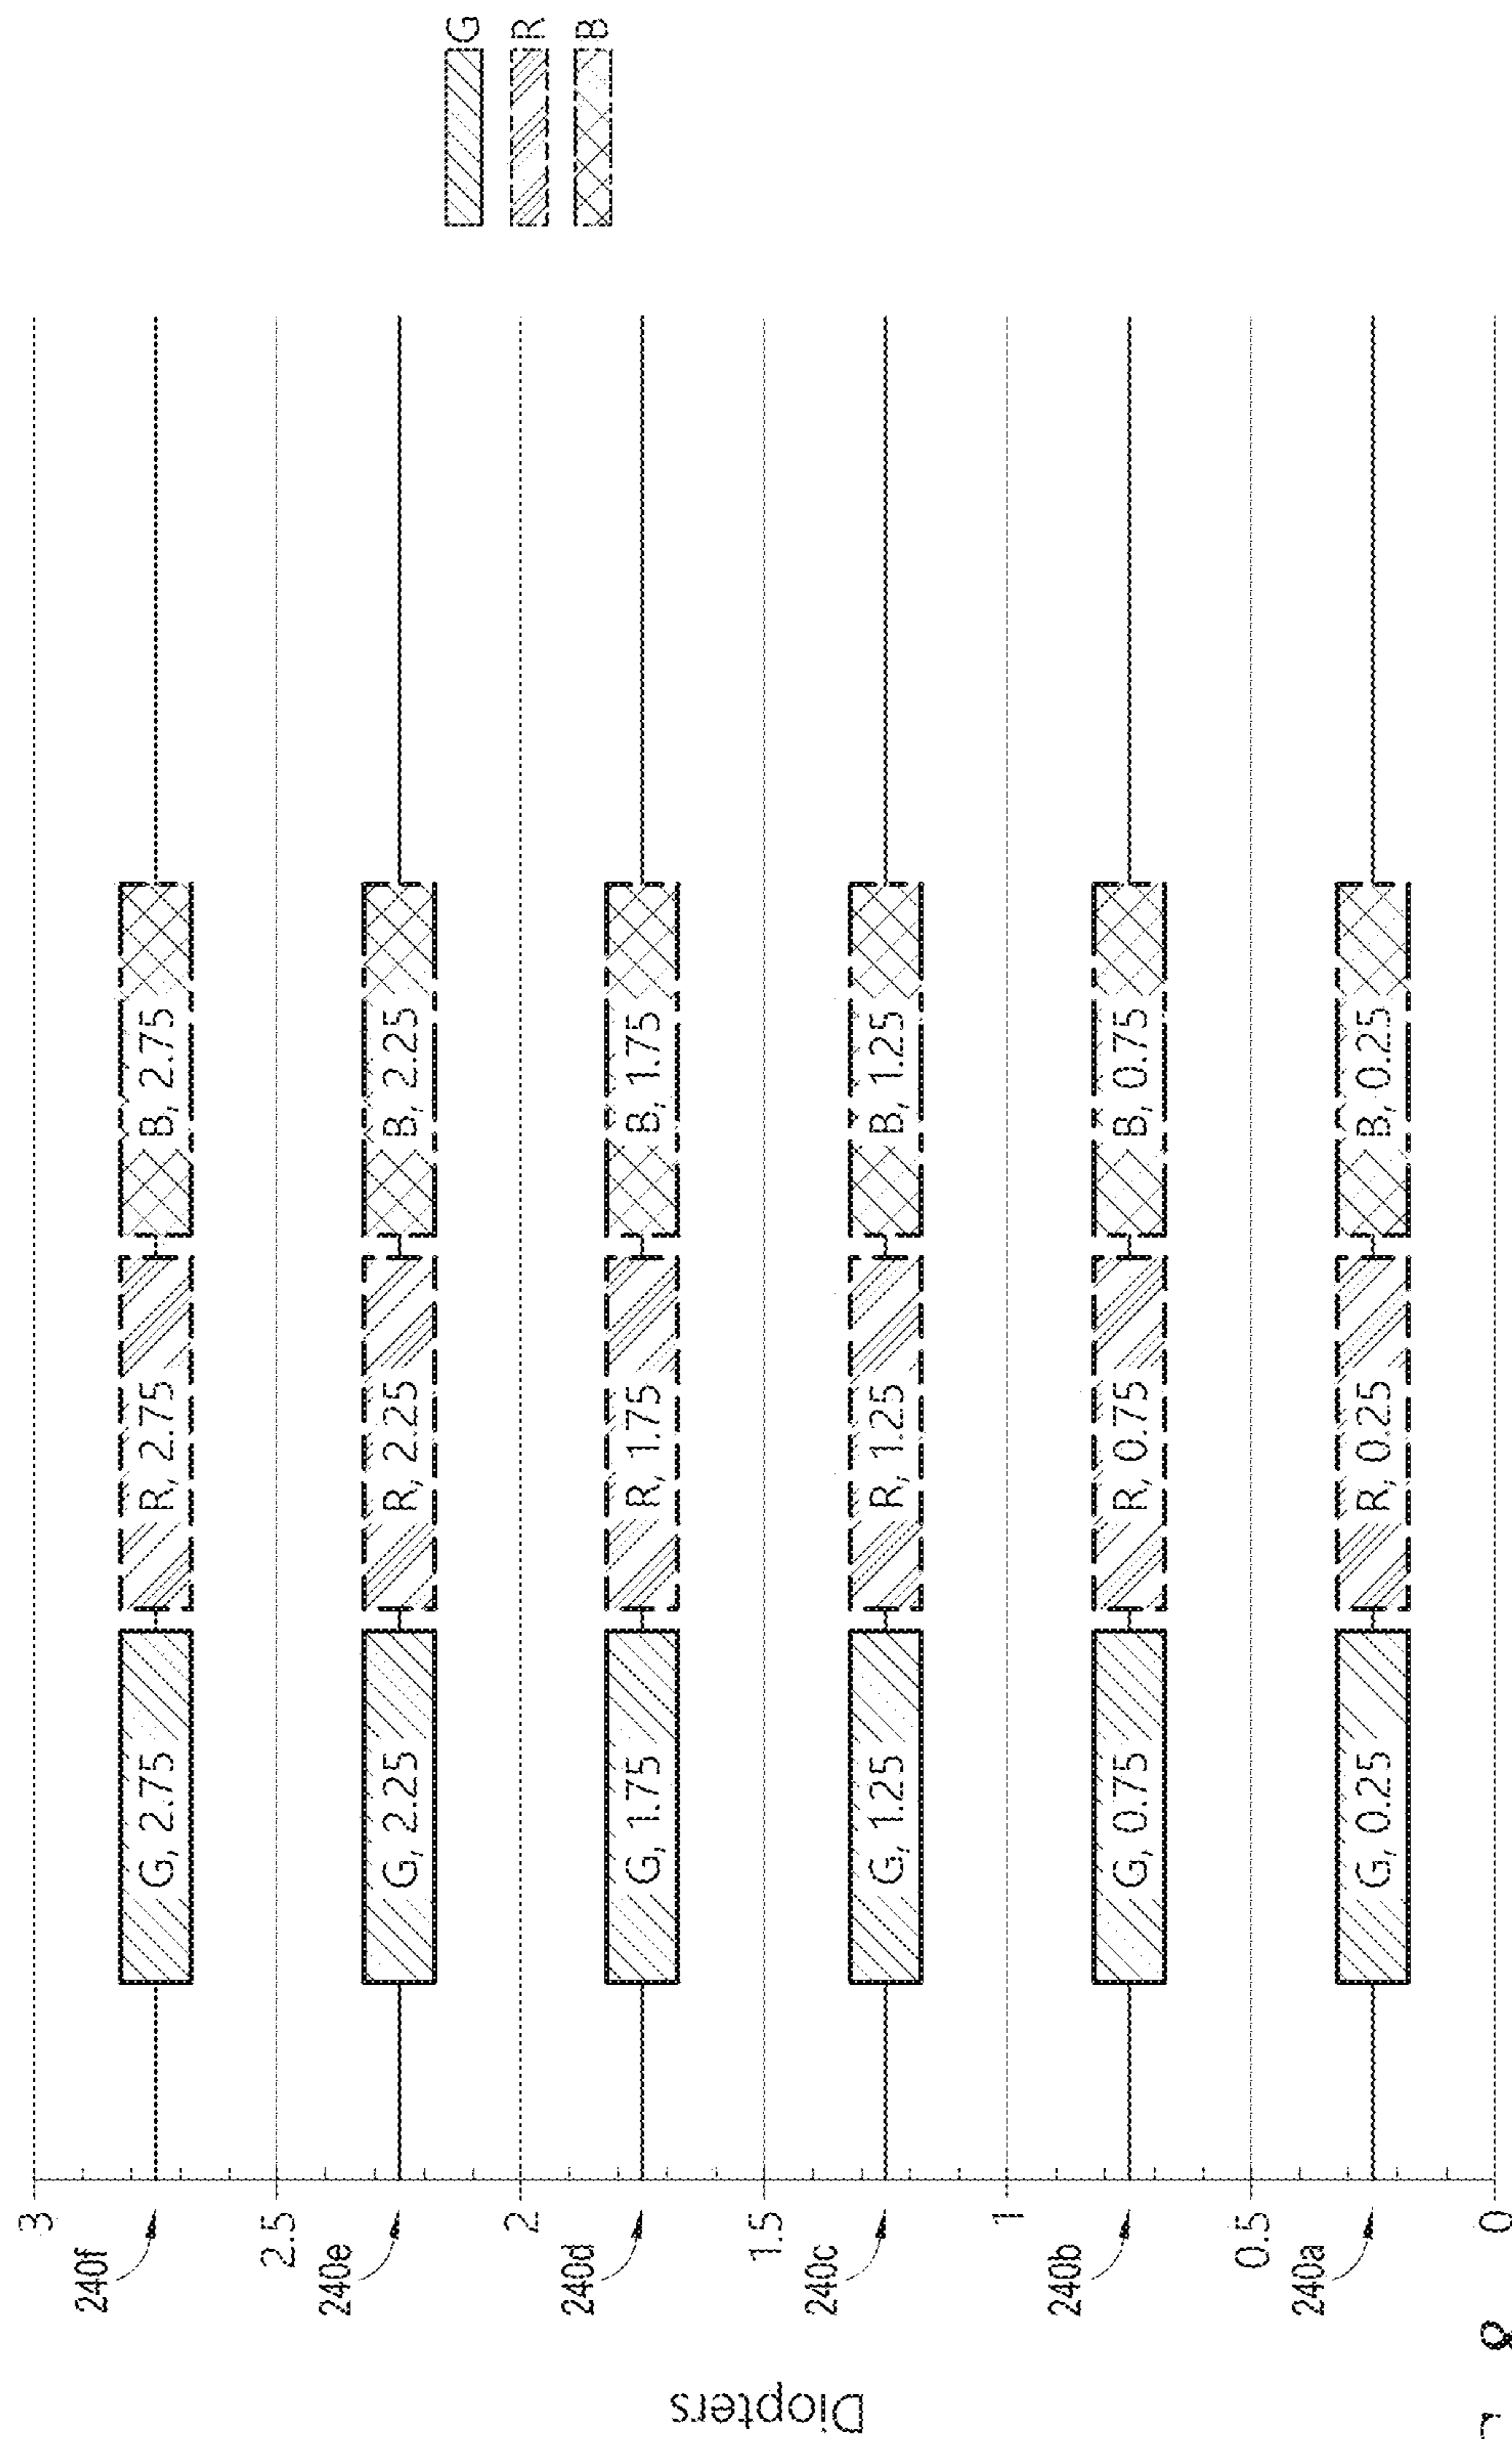 Diopters
3
240f
G, 2.75 R, 2.75 B, 2.75
2.5
240e
G, 2.25 R, 2.25 B, 2.25
2
240d
G, 1.75 R, 1.75 B, 1.75
1.5
240c
G, 1.25 R, 1.25 B, 1.25
1
240b
G, 0.75 R, 0.75 B, 0.75
0.5
240a
G, 0.25 R, 0.25 B, 0.25
0
G
R
B